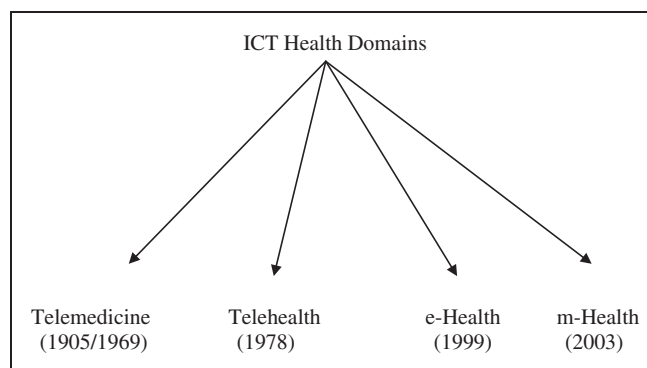 ICT Health Domains
Telemedicine Telehealth e-Health m-Health
(1905/1969) (1978) (1999) (2003)